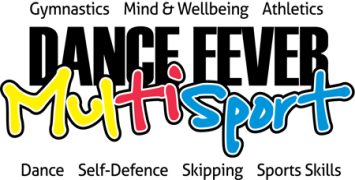 Gymnastics Mind & Wellbeing Athletics
DANCE FEVER
Multisport
Dance Self-Defence Skipping Sports Skills